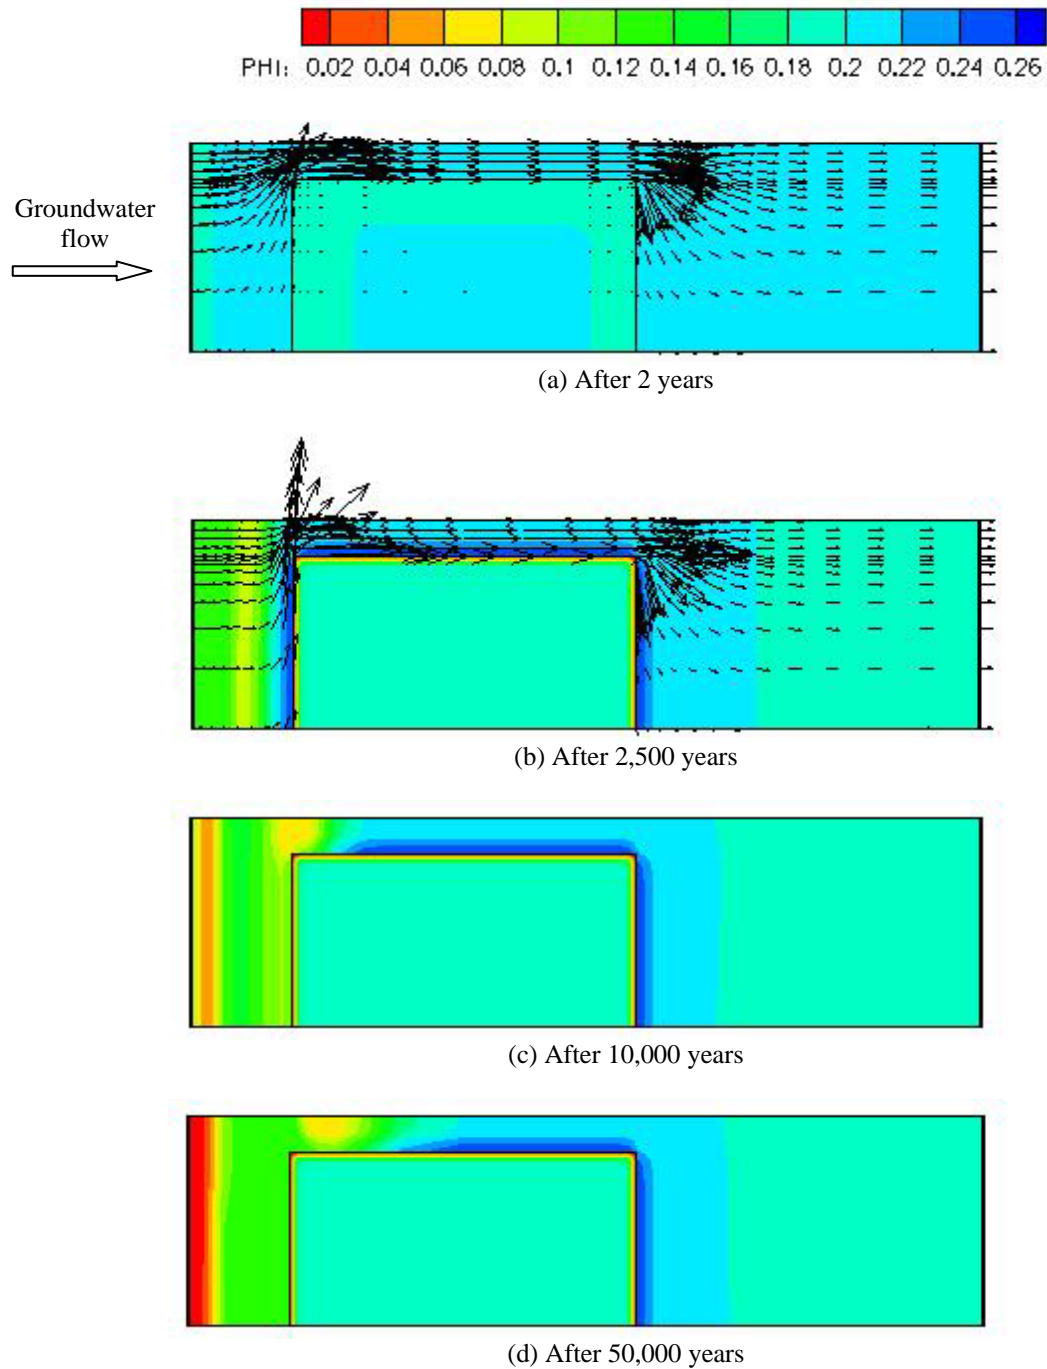 PHI: 0.02 0.04 0.06 0.08 0.1 0.12 0.14 0.16 0.18 0.2 0.22 0.24 0.26
Groundwater
flow
(a) After 2 years
(b) After 2,500 years
(c) After 10,000 years
(d) After 50,000 years